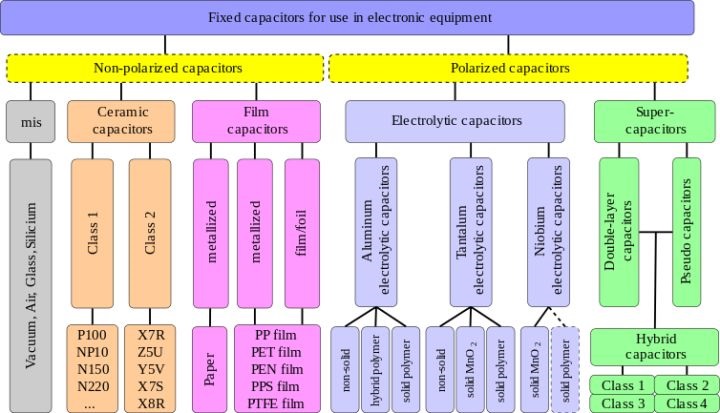 Fixed capacitors for use in electronic equipment
Non-polarized capacitors
Polarized capacitors
mis
Ceramic
capacitors
Film
capacitors
Electrolytic capacitors
Super-
capacitors
Vacuum, Air, Glass, Silicium
Class 1
Class 2
metallized
metallized
film/foil
Aluminum
electrolytic capacitors
Tantalum
electrolytic capacitors
Niobium
electrolytic capacitors
Double-layer
capacitors
Pseudo capacitors
P100
NP10
N150
N220
...
X7R
Z5U
Y5V
X7S
X8R
Paper
PP film
PET film
PEN film
PPS film
PTFE film
non-solid
hybrid polymer
solid polymer
non-solid
solid MnO 2
solid polymer
solid MnO 2
solid polymer
Hybrid
capacitors
Class 1
Class 2
Class 3
Class 4